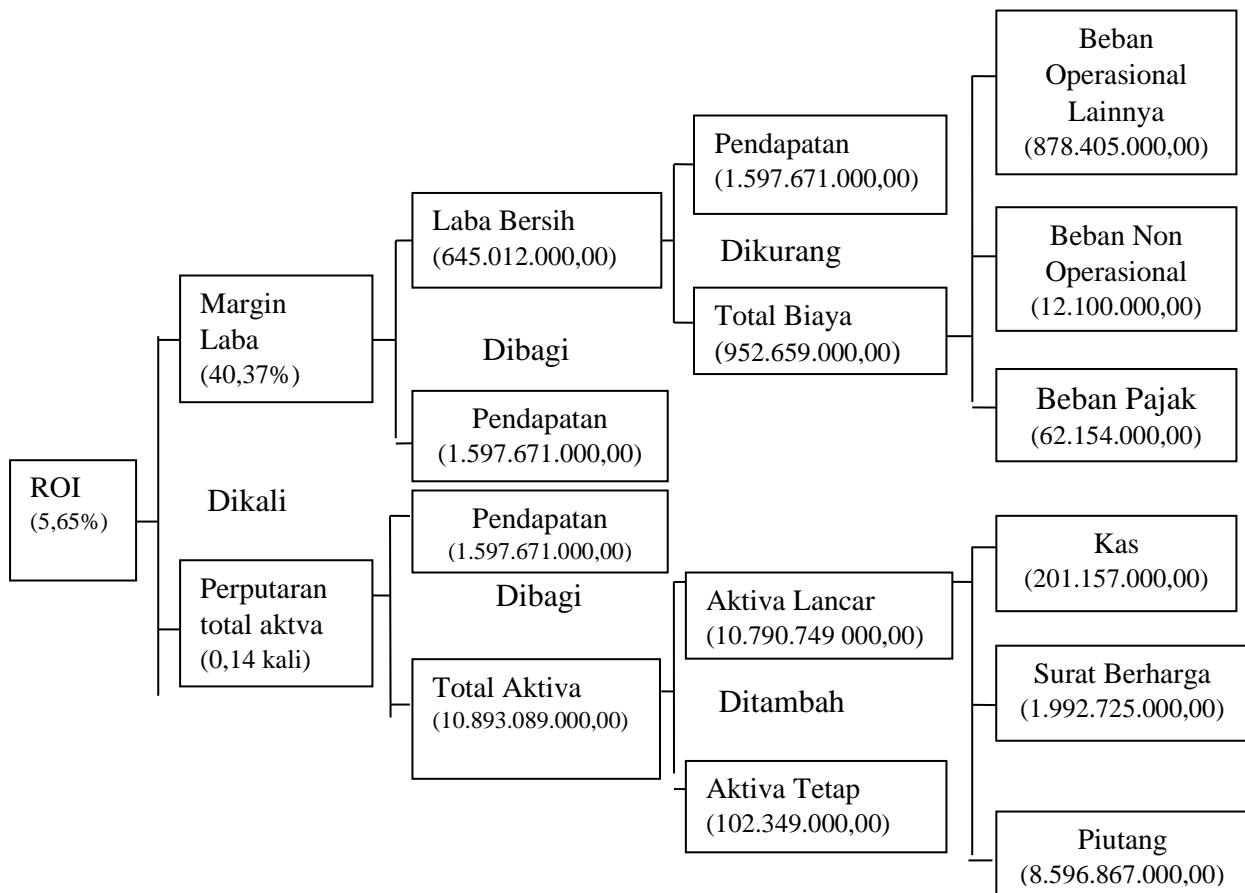 Beban
Operasional
Lainnya
(878.405.000,00)
Pendapatan
(1.597.671.000,00)
Laba Bersih
(645.012.000,00)
Dikurang
Beban Non
Operasional
(12.100.000,00)
Margin
Laba
(40,37%)
Total Biaya
(952.659.000,00)
Dibagi
Pendapatan
(1.597.671.000,00)
Beban Pajak
(62.154.000,00)
ROI
(5,65%)
Dikali
Pendapatan
(1.597.671.000,00)
Kas
(201.157.000,00)
Perputaran
total aktva
(0,14 kali)
Dibagi
Aktiva Lancar
(10.790.749 000,00)
Total Aktiva
(10.893.089.000,00)
Ditambah
Surat Berharga
(1.992.725.000,00)
Aktiva Tetap
(102.349.000,00)
Piutang
(8.596.867.000,00)